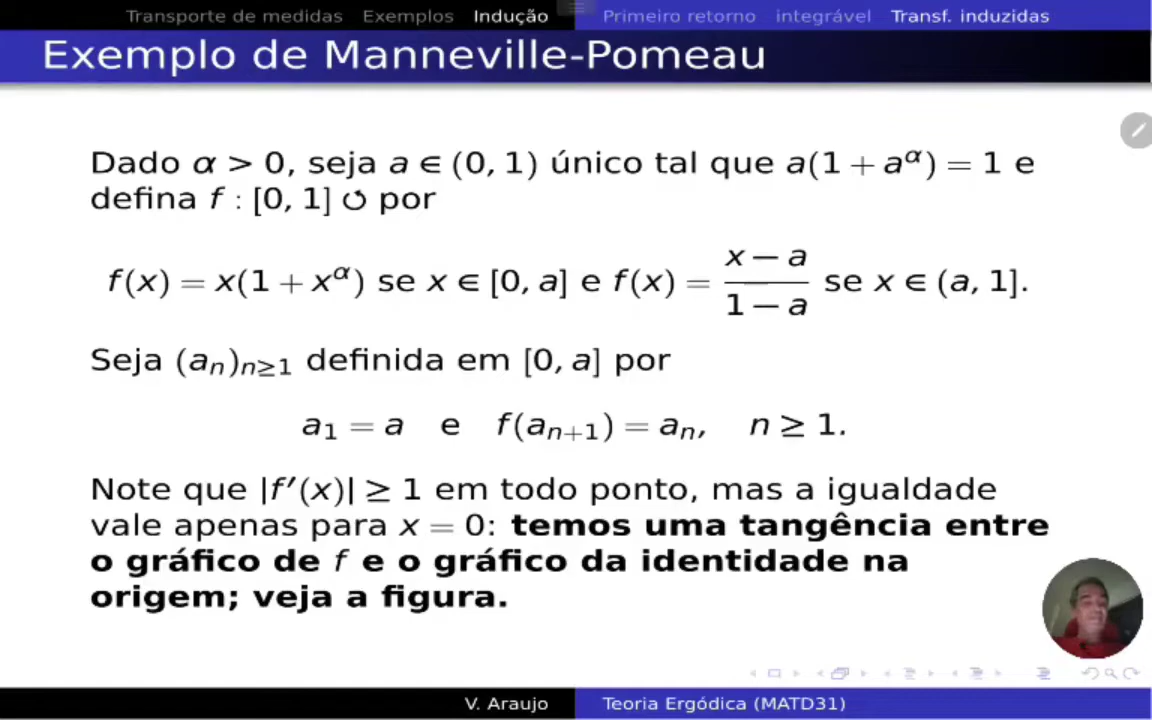 Transporte de medidas Exemplos Indução Primeiro retorno integrável Transf. induzidas
Exemplo de Manneville-Pomeau
Dado α > 0, seja a ∈ (0, 1) único tal que a(1 + a^α) = 1 e
defina f : [0, 1] ↺ por
f(x) = x(1 + x^α) se x ∈ [0, a] e f(x) = \frac{x − a}{1 − a} se x ∈ (a, 1].
Seja (a_n)_{n≥1} definida em [0, a] por
a_1 = a e f(a_{n+1}) = a_n, n ≥ 1.
Note que |f′(x)| ≥ 1 em todo ponto, mas a igualdade
vale apenas para x = 0: temos uma tangência entre
o gráfico de f e o gráfico da identidade na
origem; veja a figura.
V. Araujo Teoria Ergódica (MATD31)